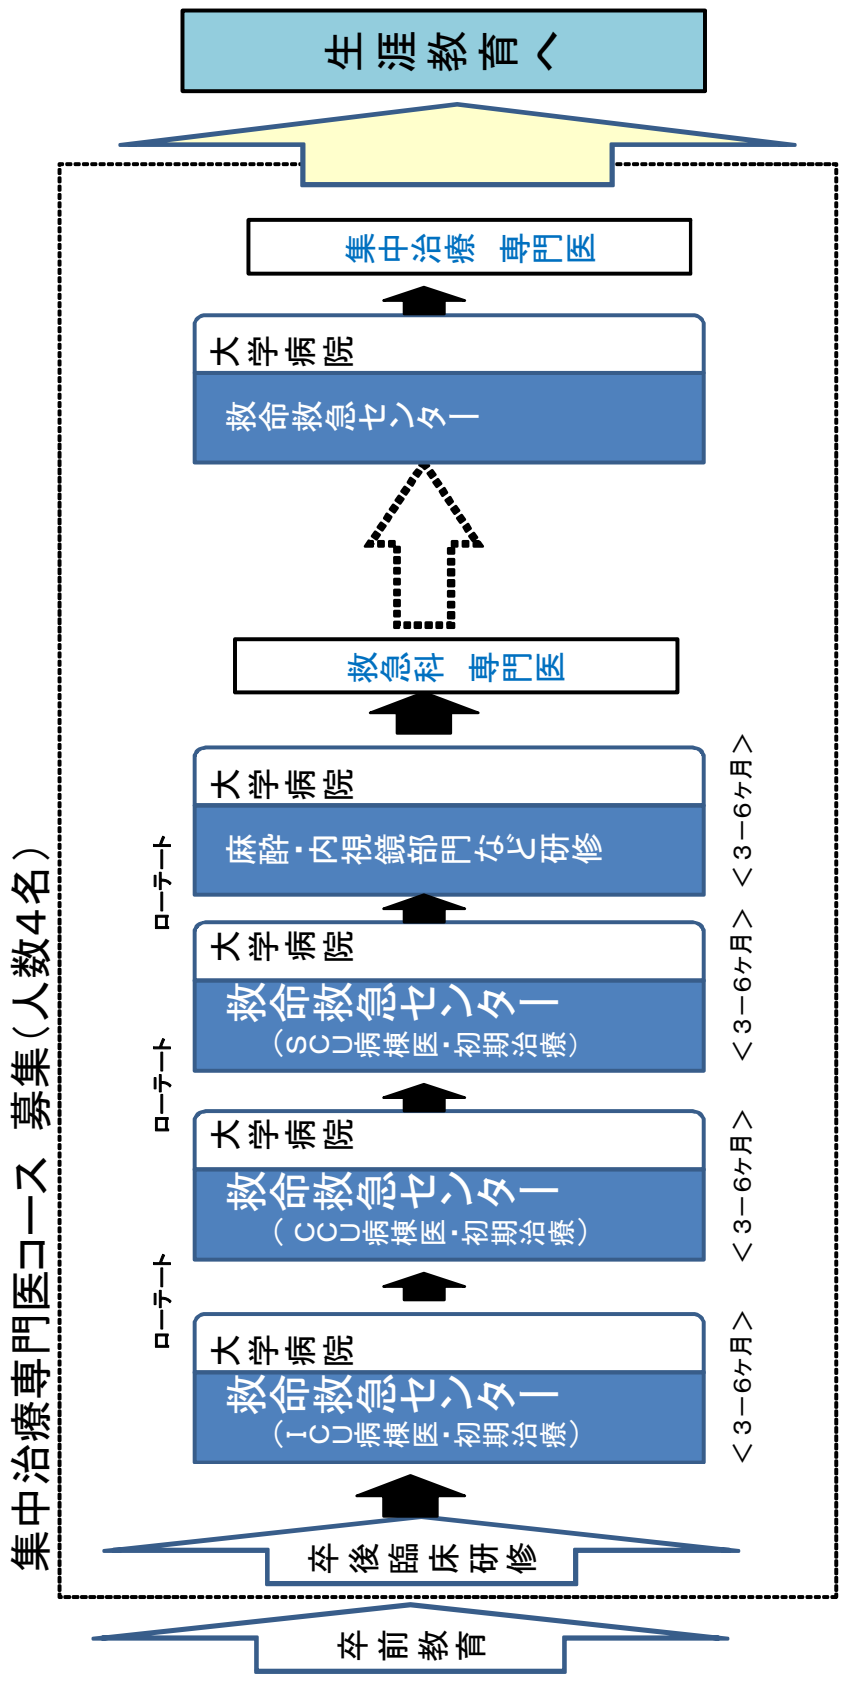 集中治療専門医コース 募集（人数４名）
卒前教育
卒後臨床研修
大学病院
救命救急センター
（ＩＣＵ病棟医・初期治療）
＜３－６ヶ月＞
ローテート
大学病院
救命救急センター
（ ＣＣＵ病棟医・初期治療）
＜３－６ヶ月＞
ローテート
大学病院
救命救急センター
（ＳＣＵ病棟医・初期治療）
＜３－６ヶ月＞
ローテート
大学病院
麻酔・内視鏡部門など研修
＜３－６ヶ月＞
救急科 専門医
大学病院
救命救急センター
集中治療 専門医
生涯教育へ